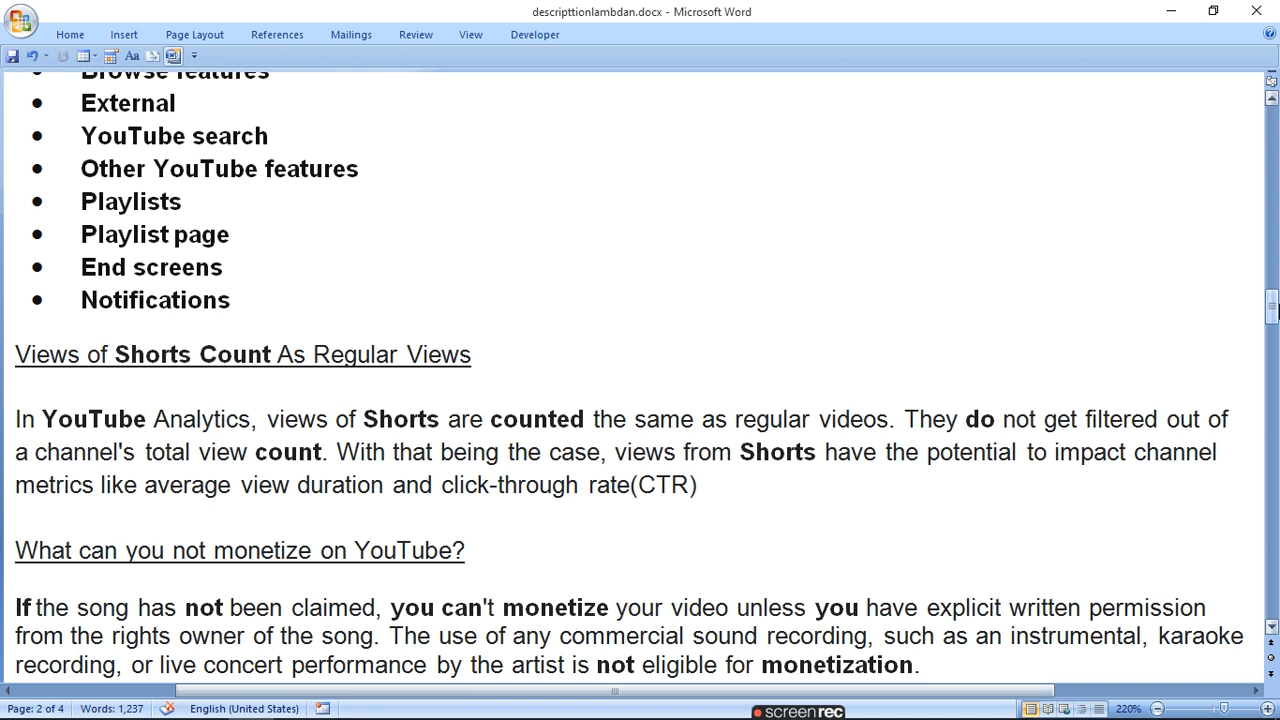 descripttionlambdan.docx - Microsoft Word
Home Insert Page Layout References Mailings Review View Developer
Aa
• Browse features
• External
• YouTube search
• Other YouTube features
• Playlists
• Playlist page
• End screens
• Notifications
Views of Shorts Count As Regular Views
In YouTube Analytics, views of Shorts are counted the same as regular videos. They do not get filtered out of
a channel's total view count. With that being the case, views from Shorts have the potential to impact channel
metrics like average view duration and click-through rate(CTR)
What can you not monetize on YouTube?
If the song has not been claimed, you can't monetize your video unless you have explicit written permission
from the rights owner of the song. The use of any commercial sound recording, such as an instrumental, karaoke
recording, or live concert performance by the artist is not eligible for monetization.
Page: 2 of 4 Words: 1,237 English (United States) 220%
screenrec